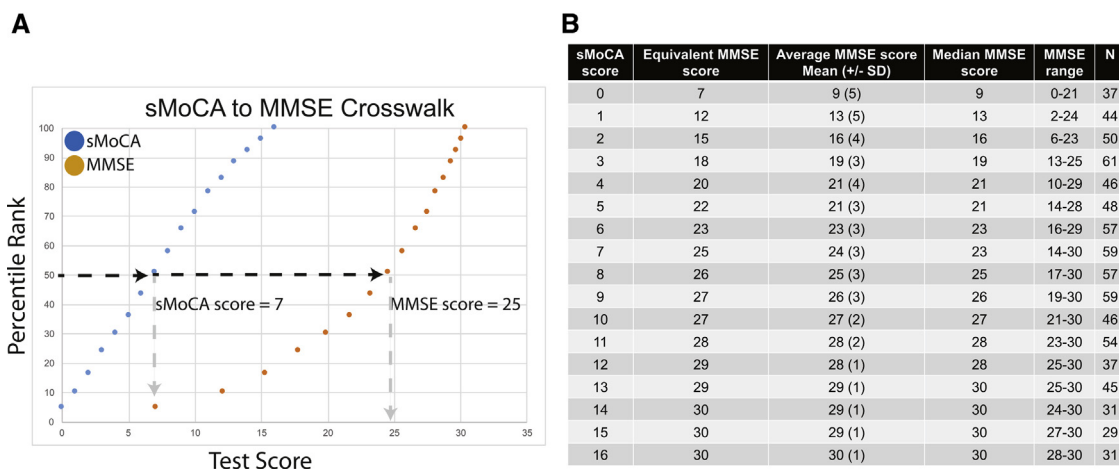 A
sMoCA to MMSE Crosswalk
sMoCA
MMSE
Percentile Rank
100
90
80
70
60
50
40
30
20
10
0
sMoCA score = 7
MMSE score = 25
0 5 10 15 20 25 30 35
Test Score
B
sMoCA score Equivalent MMSE score Average MMSE score Mean (+/- SD) Median MMSE score MMSE range N
0 7 9 (5) 9 0-21 37
1 12 13 (5) 13 2-24 44
2 15 16 (4) 16 6-23 50
3 18 19 (3) 19 13-25 61
4 20 21 (4) 21 10-29 46
5 22 21 (3) 21 14-28 48
6 23 23 (3) 23 16-29 57
7 25 24 (3) 23 14-30 59
8 26 25 (3) 25 17-30 57
9 27 26 (3) 26 19-30 59
10 27 27 (2) 27 21-30 46
11 28 28 (2) 28 23-30 54
12 29 28 (1) 28 25-30 37
13 29 29 (1) 30 25-30 45
14 30 29 (1) 30 24-30 31
15 30 29 (1) 30 27-30 29
16 30 30 (1) 30 28-30 31